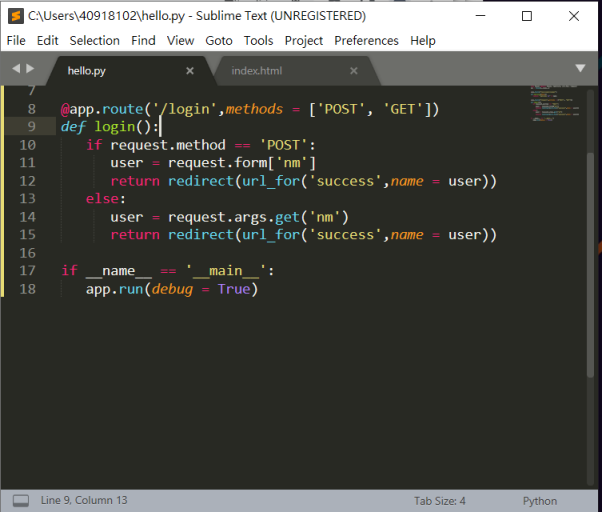 C:\Users\40918102\hello.py - Sublime Text (UNREGISTERED)
File Edit Selection Find View Goto Tools Project Preferences Help
hello.py × index.html ×
7
8 @app.route('/login',methods = ['POST', 'GET'])
9 def login():
10 if request.method == 'POST':
11 user = request.form['nm']
12 return redirect(url_for('success',name = user))
13 else:
14 user = request.args.get('nm')
15 return redirect(url_for('success',name = user))
16
17 if __name__ == '__main__':
18 app.run(debug = True)
Line 9, Column 13 Tab Size: 4 Python